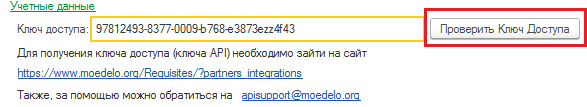 Учетные данные
Ключ доступа: 97812493-8377-0009-b768-e3873ezz4f43 Проверить Ключ Доступа
Для получения ключа доступа (ключа API) необходимо зайти на сайт
https://www.moedelo.org/Requisites/?partners_integrations
Также, за помощью можно обратиться на apisupport@moedelo.org